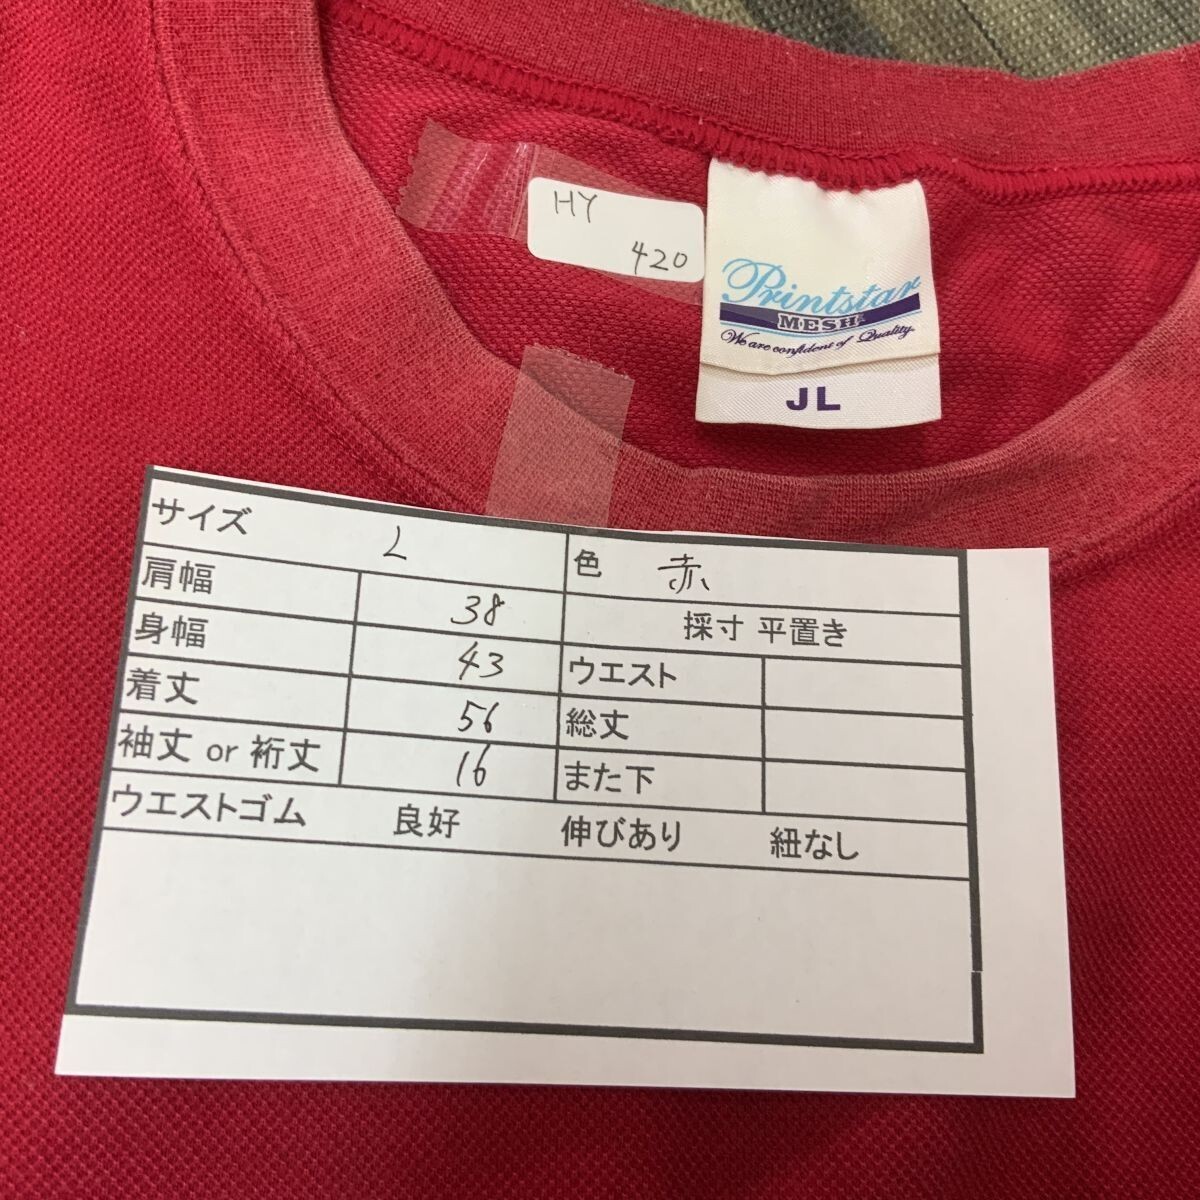 HY
420
Printstar
MESH
We are confident of Quality.
JL
サイズ L 色 赤
肩幅 38 採寸 平置き
身幅 43 ウエスト
着丈 56 総丈
袖丈 or 裄丈 16 また下
ウエストゴム 良好 伸びあり 紐なし